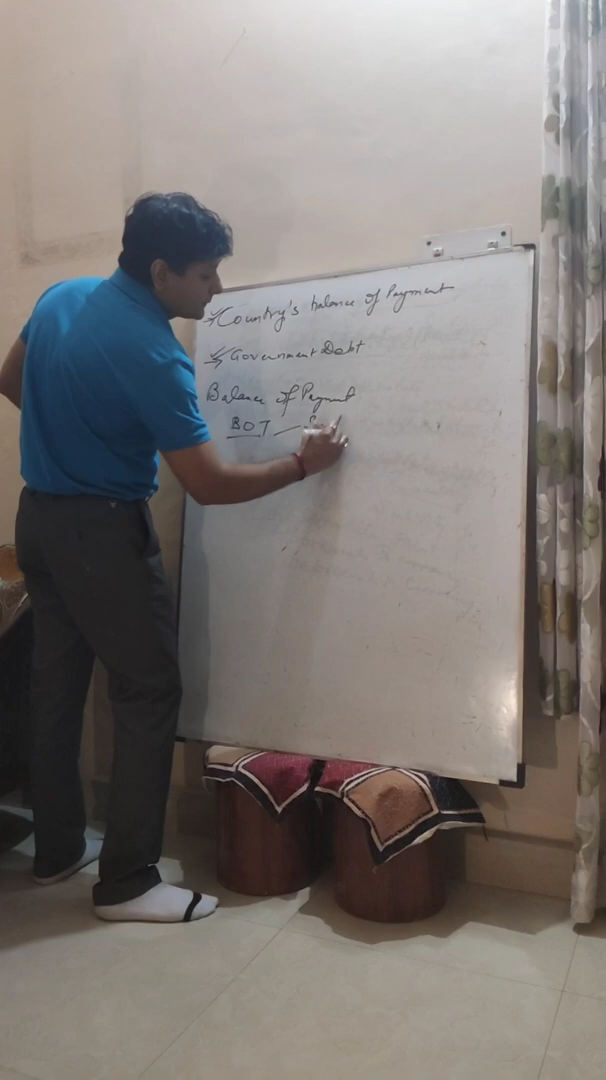 Country's balance of Payment
Government Debt
Balance of Payment
BOT —